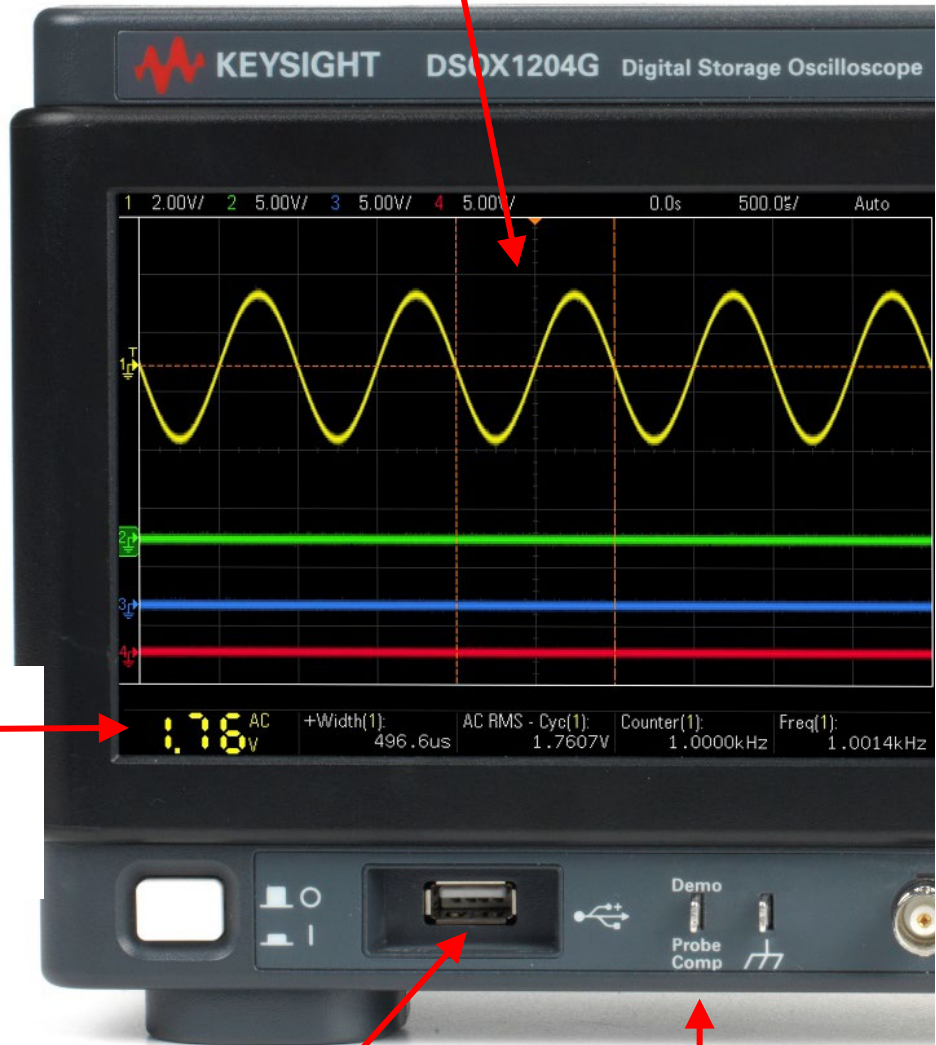 KEYSIGHT DSOX1204G Digital Storage Oscilloscope
1 2.00V/ 2 5.00V/ 3 5.00V/ 4 5.00V/ 0.0s 500.0µs/ Auto
T
1
2
3
4
1.76 AC V
+Width(1): AC RMS - Cyc(1): Counter(1): Freq(1):
496.6us 1.7607V 1.0000kHz 1.0014kHz
Demo
Probe
Comp